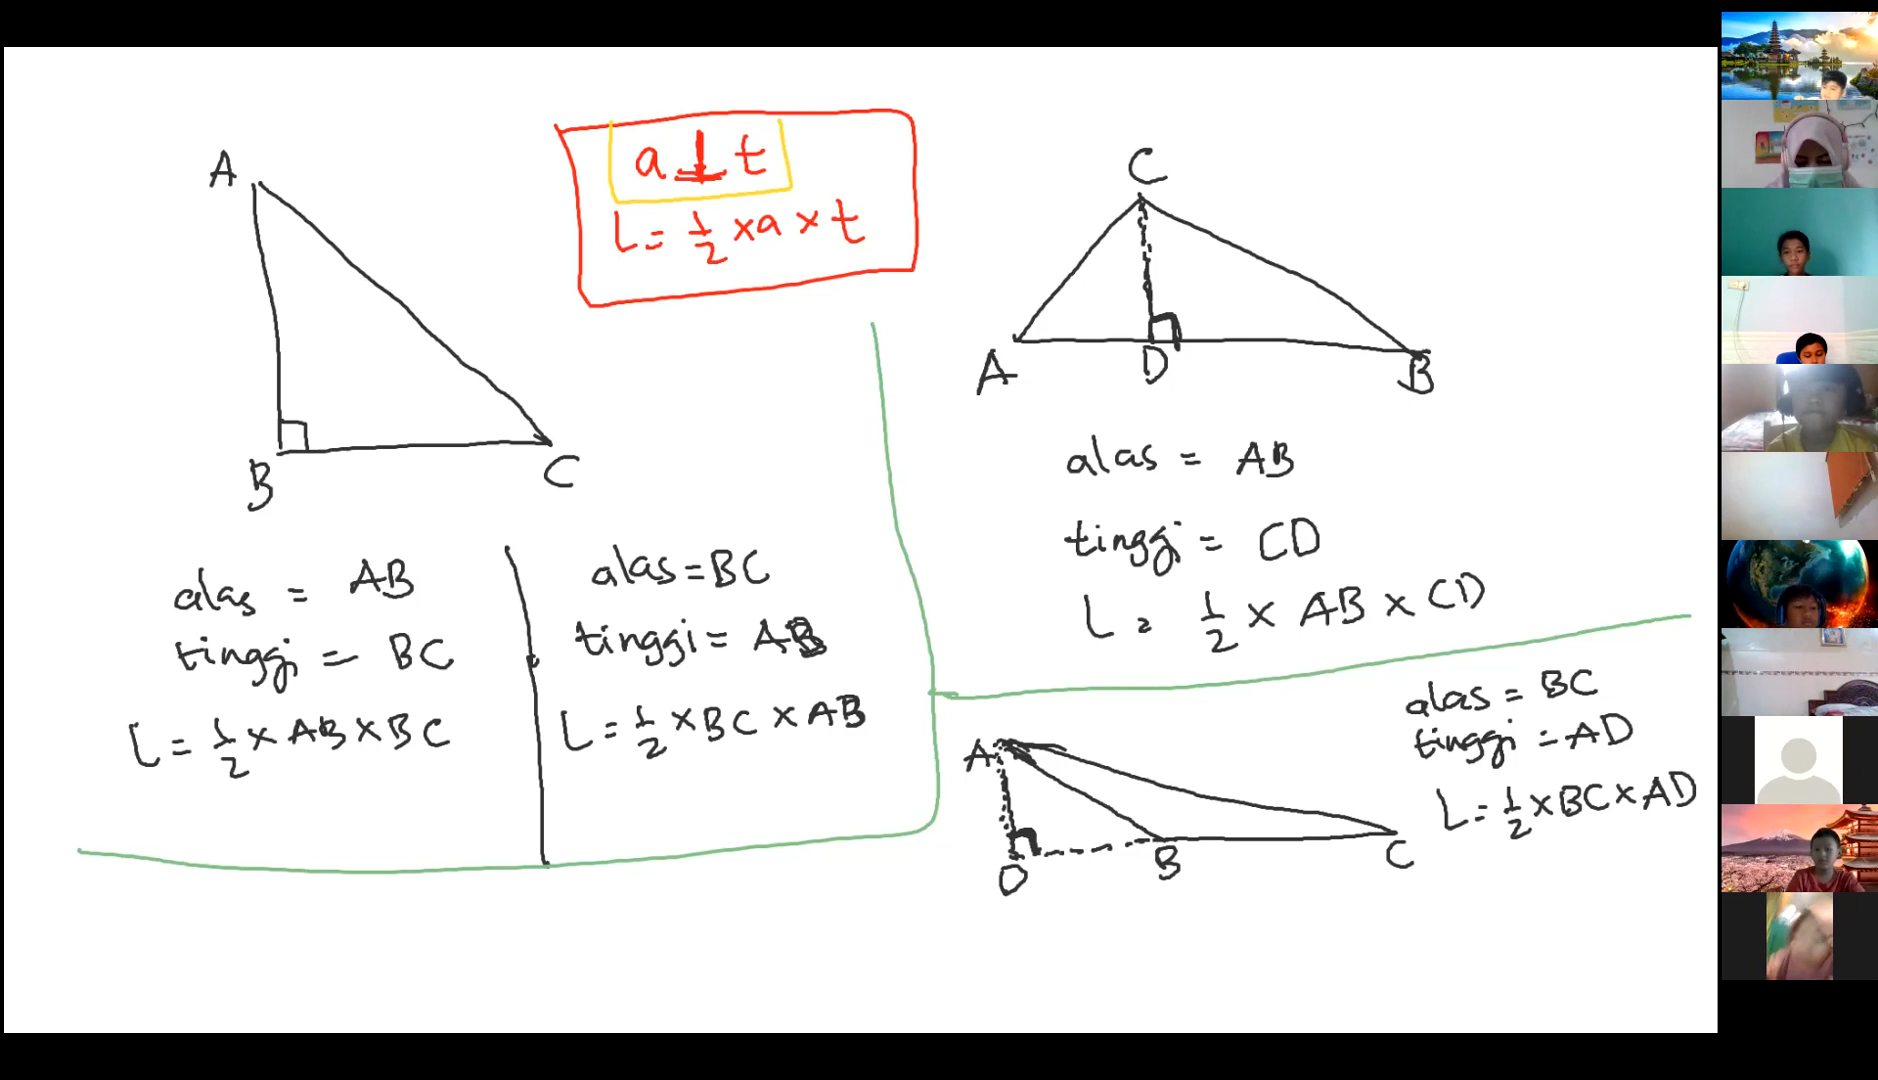 a ⊥ t
L = 1/2 × a × t
A
B
C
alas = AB
tinggi = BC
L = 1/2 × AB × BC
alas = BC
tinggi = AB
L = 1/2 × BC × AB
C
A
D
B
alas = AB
tinggi = CD
L = 1/2 × AB × CD
A
D
B
C
alas = BC
tinggi = AD
L = 1/2 × BC × AD